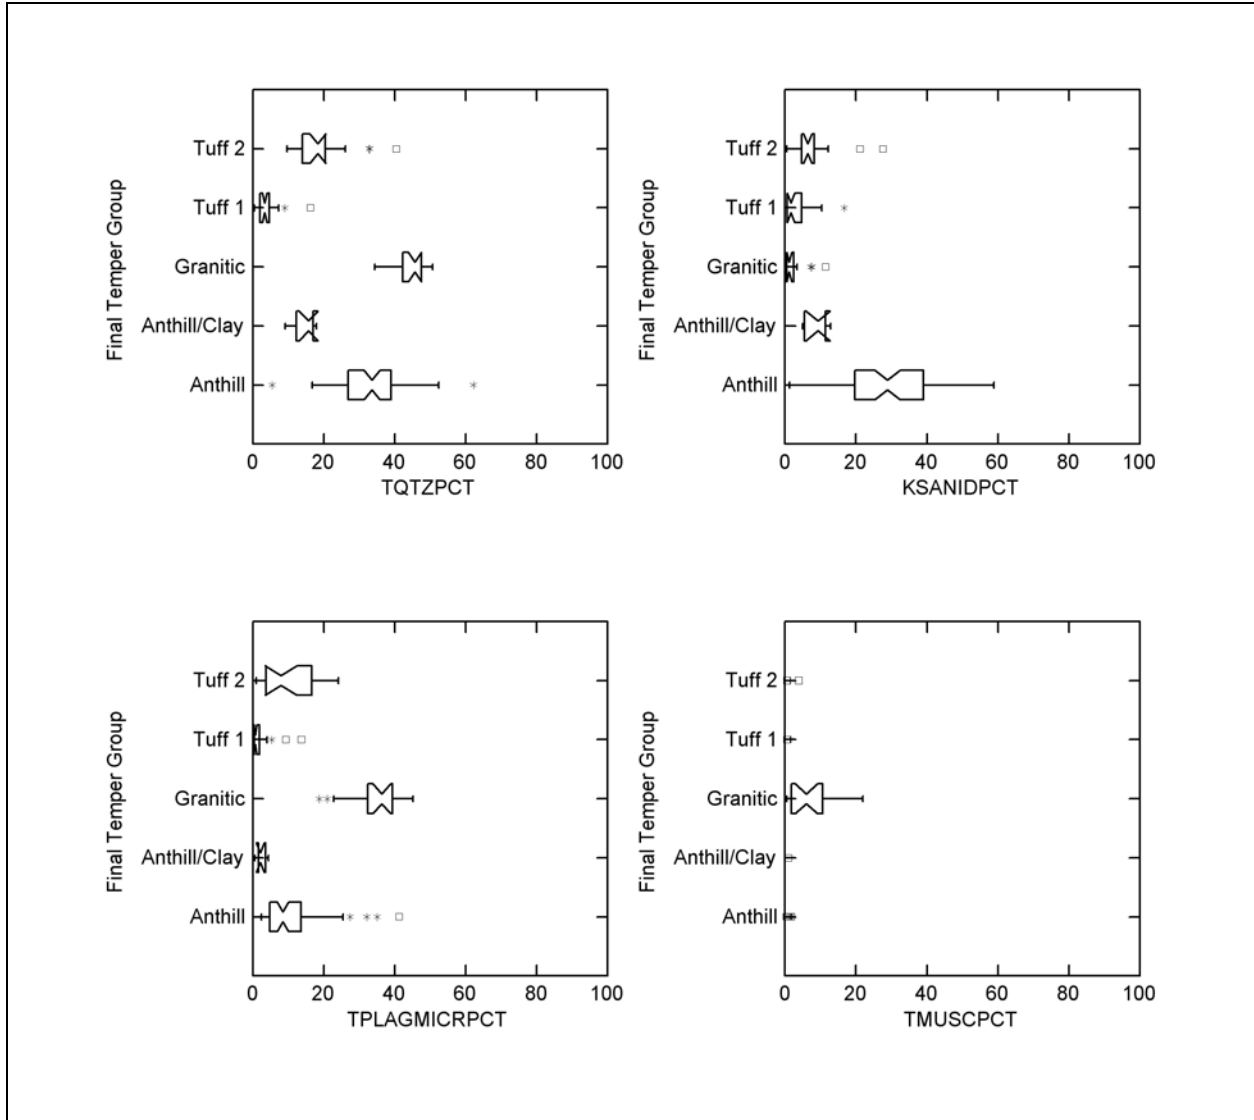 Final Temper Group
Tuff 2
Tuff 1
Granitic
Anthill/Clay
Anthill
0 20 40 60 80 100
TQTZPCT
Final Temper Group
Tuff 2
Tuff 1
Granitic
Anthill/Clay
Anthill
0 20 40 60 80 100
KSANIDPCT
Final Temper Group
Tuff 2
Tuff 1
Granitic
Anthill/Clay
Anthill
0 20 40 60 80 100
TPLAGMICRPCT
Final Temper Group
Tuff 2
Tuff 1
Granitic
Anthill/Clay
Anthill
0 20 40 60 80 100
TMUSCPCT